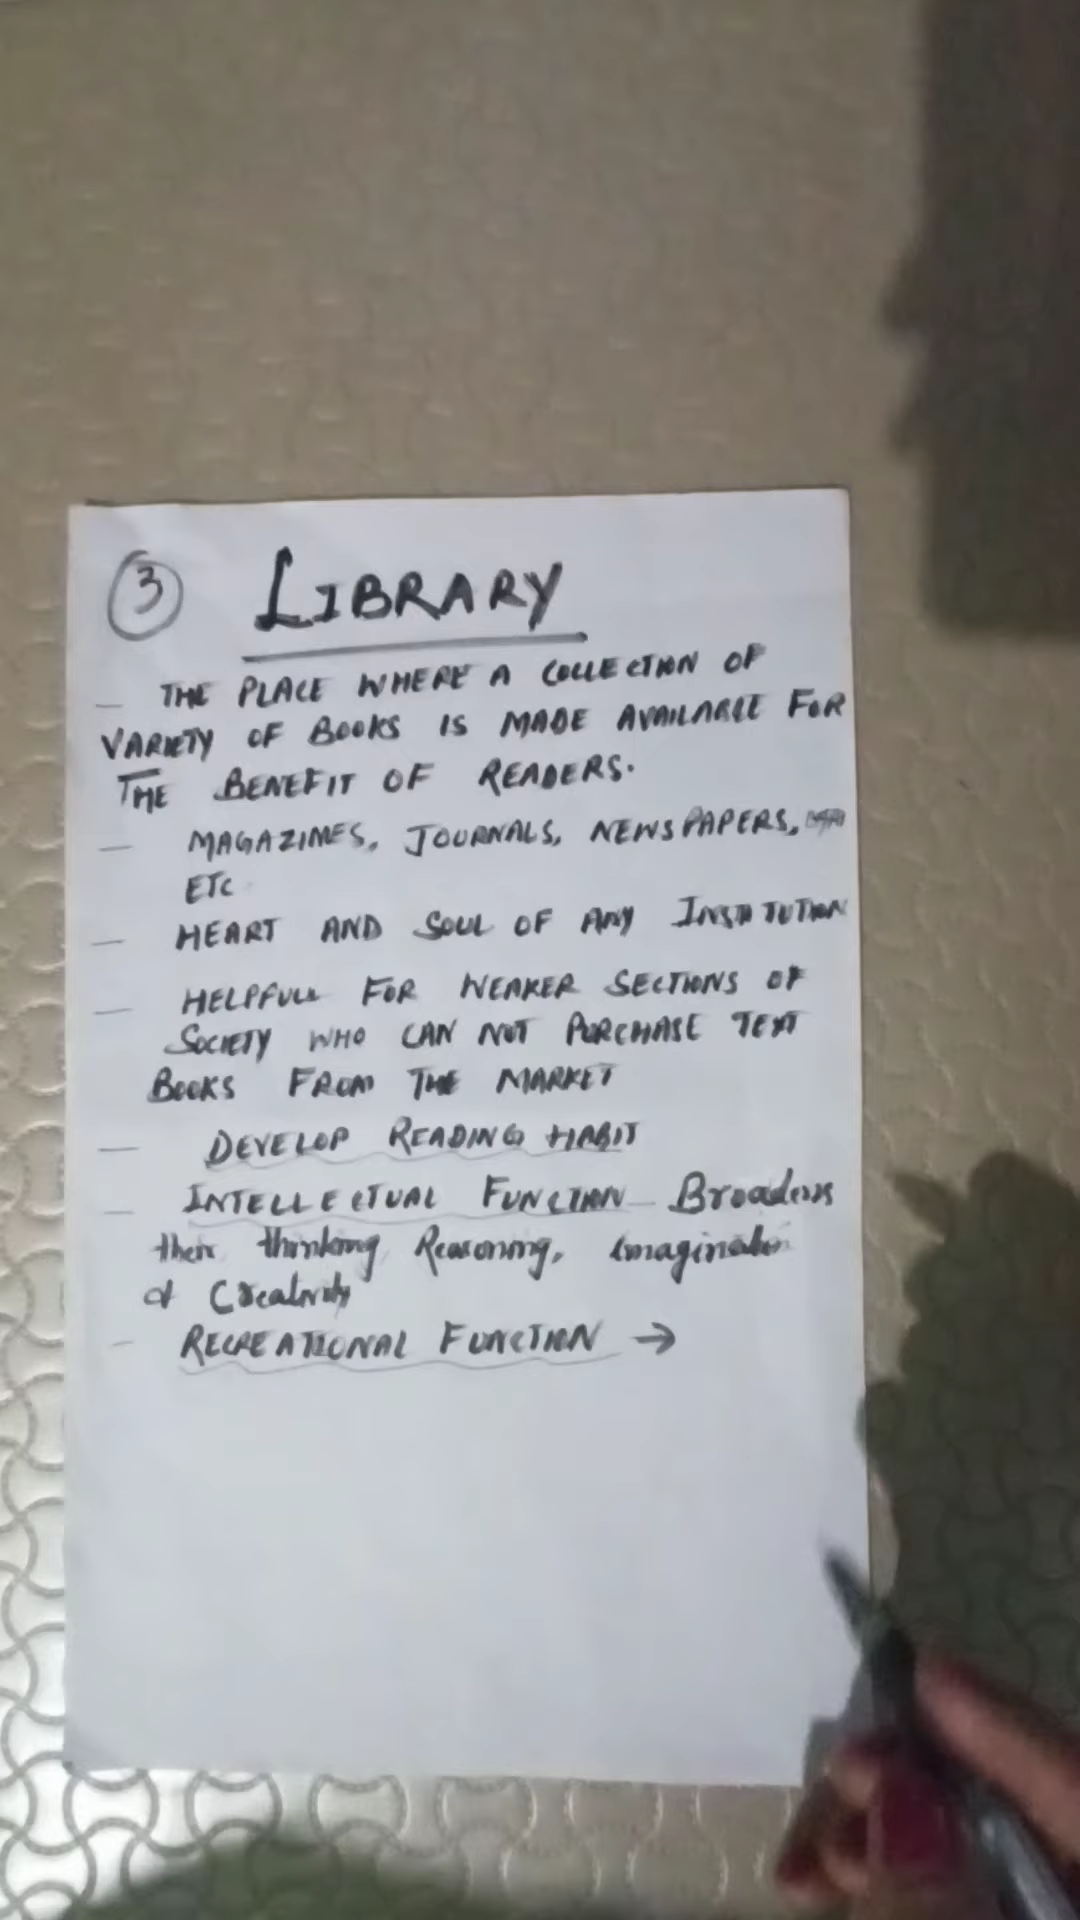 3 LIBRARY
— THE PLACE WHERE A COLLECTION OF
VARIETY OF BOOKS IS MADE AVAILABLE FOR
THE BENEFIT OF READERS.
— MAGAZIMES, JOURNALS, NEWSPAPERS,
ETC.
— HEART AND SOUL OF ANY INSTITUTION
— HELPFULL FOR WEAKER SECTIONS OF
SOCIETY WHO CAN NOT PURCHASE TEXT
BOOKS FROM THE MARKET
— DEVELOP READING HABIT
— INTELLECTUAL FUNCTION Broadens
their thinking, Reasoning, imagination
& Creativity
— RECREATIONAL FUNCTION →